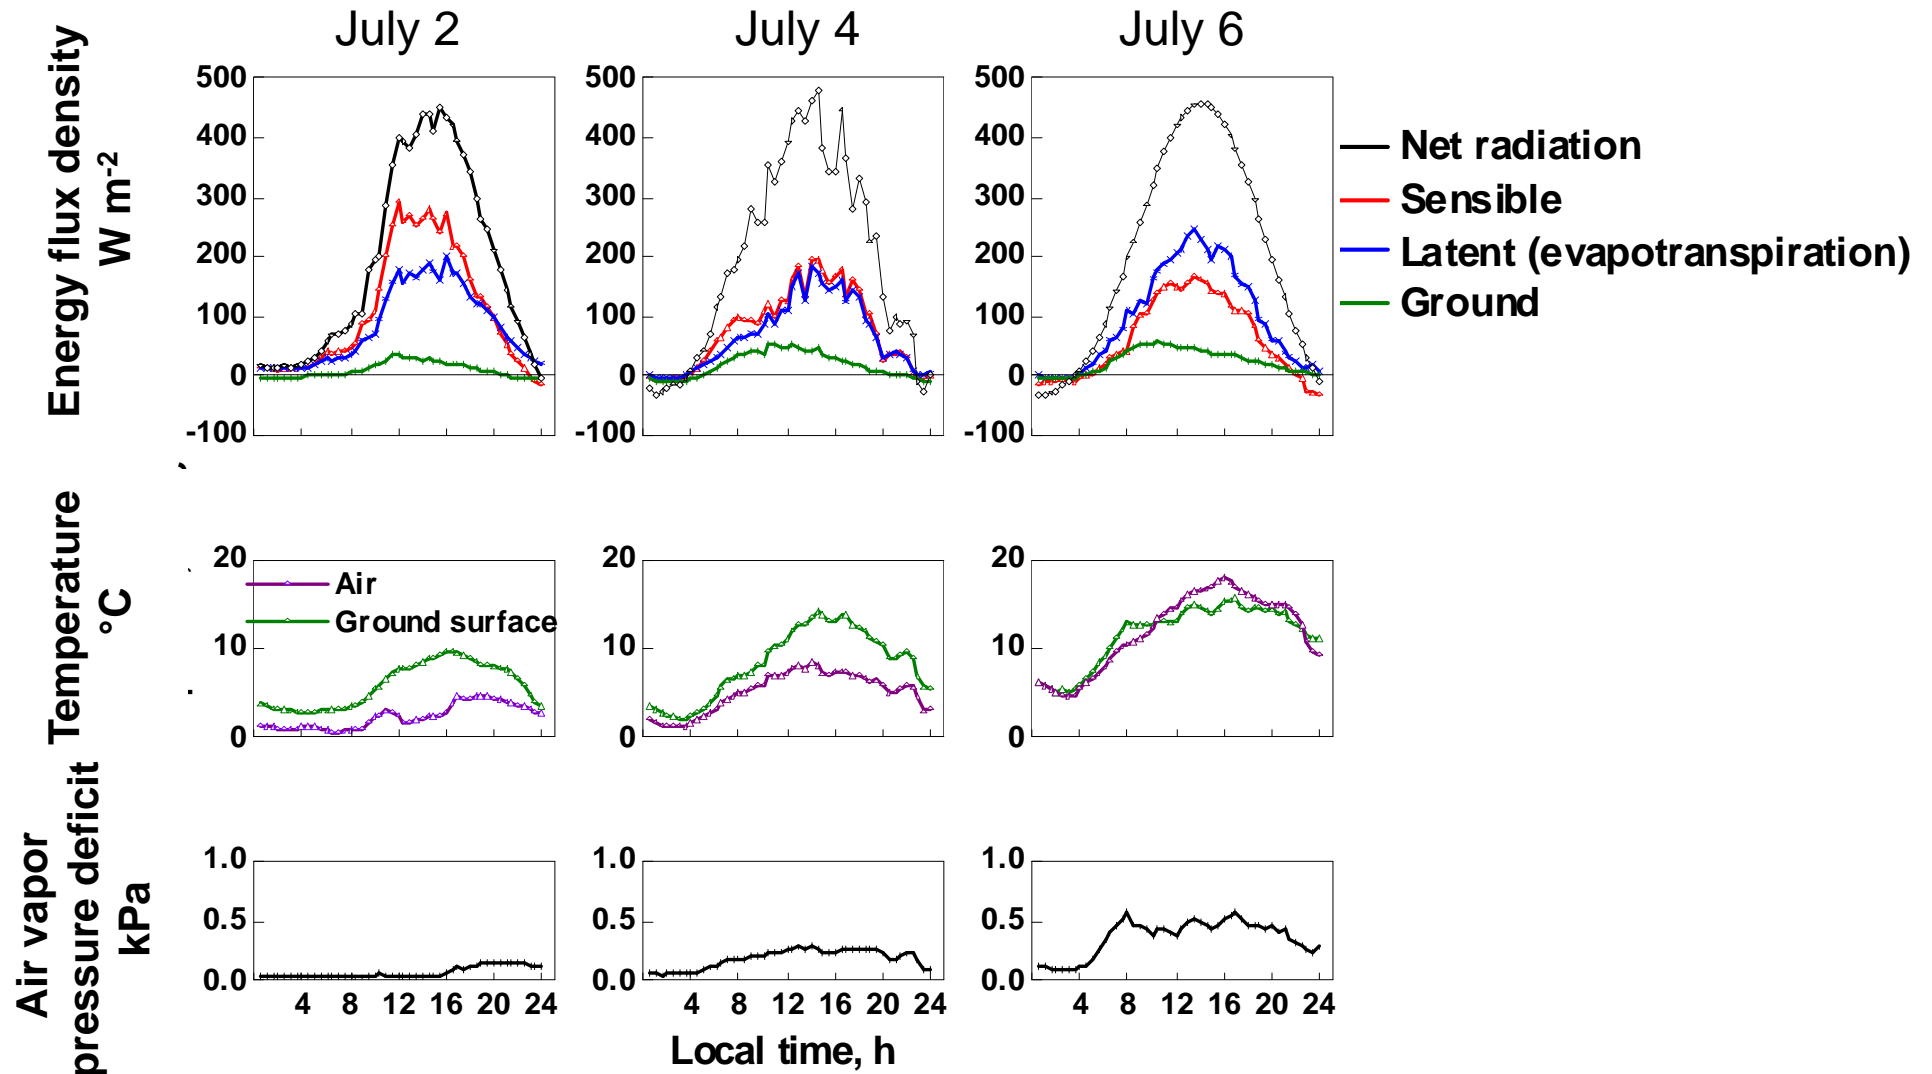 July 2
July 4
July 6
Energy flux density
W m-2
500
400
300
200
100
0
-100
500
400
300
200
100
0
-100
500
400
300
200
100
0
-100
Net radiation
Sensible
Latent (evapotranspiration)
Ground
Temperature
°C
20
10
0
Air
Ground surface
20
10
0
20
10
0
Air vapor
pressure deficit
kPa
1.0
0.5
0.0
1.0
0.5
0.0
1.0
0.5
0.0
4 8 12 16 20 24
4 8 12 16 20 24
4 8 12 16 20 24
Local time, h